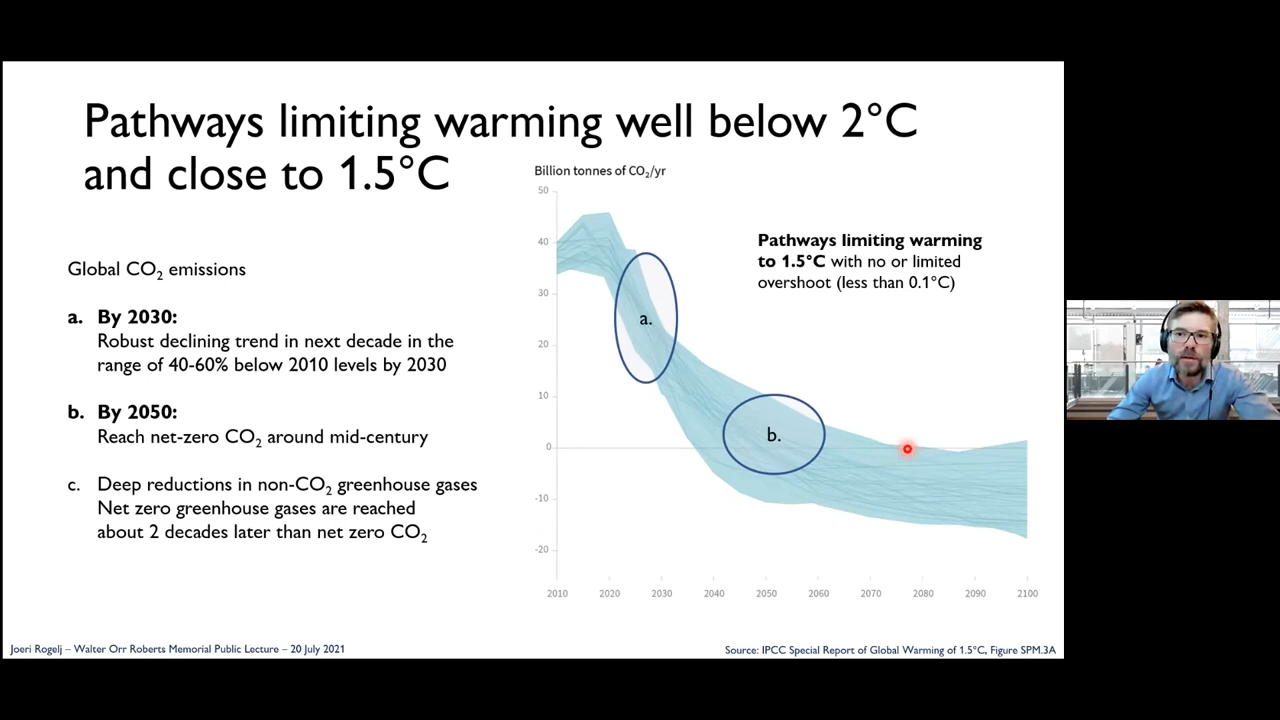 Pathways limiting warming well below 2°C
and close to 1.5°C
Global CO₂ emissions
a. By 2030:
Robust declining trend in next decade in the
range of 40-60% below 2010 levels by 2030
b. By 2050:
Reach net-zero CO₂ around mid-century
c. Deep reductions in non-CO₂ greenhouse gases
Net zero greenhouse gases are reached
about 2 decades later than net zero CO₂
Billion tonnes of CO₂/yr
50
40
30
20
10
0
-10
-20
Pathways limiting warming
to 1.5°C with no or limited
overshoot (less than 0.1°C)
a.
b.
2010 2020 2030 2040 2050 2060 2070 2080 2090 2100
Joeri Rogelj – Walter Orr Roberts Memorial Public Lecture – 20 July 2021
Source: IPCC Special Report of Global Warming of 1.5°C, Figure SPM.3A